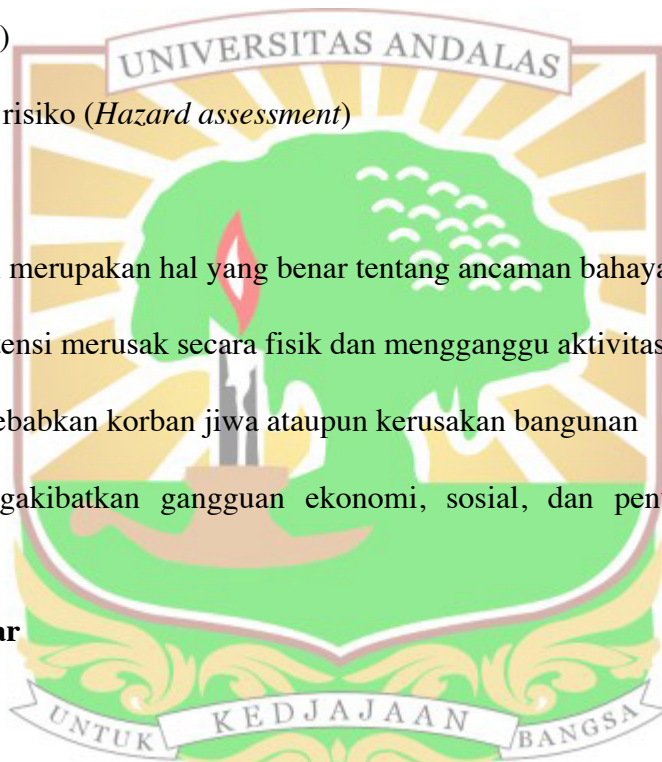 )
UNIVERSITAS ANDALAS
risiko (Hazard assessment)
merupakan hal yang benar tentang ancaman bahaya
tensi merusak secara fisik dan mengganggu aktivitas
ebabkan korban jiwa ataupun kerusakan bangunan
gakibatkan gangguan ekonomi, sosial, dan pen
ar
UNTUK KEDJAJAAN BANGSA